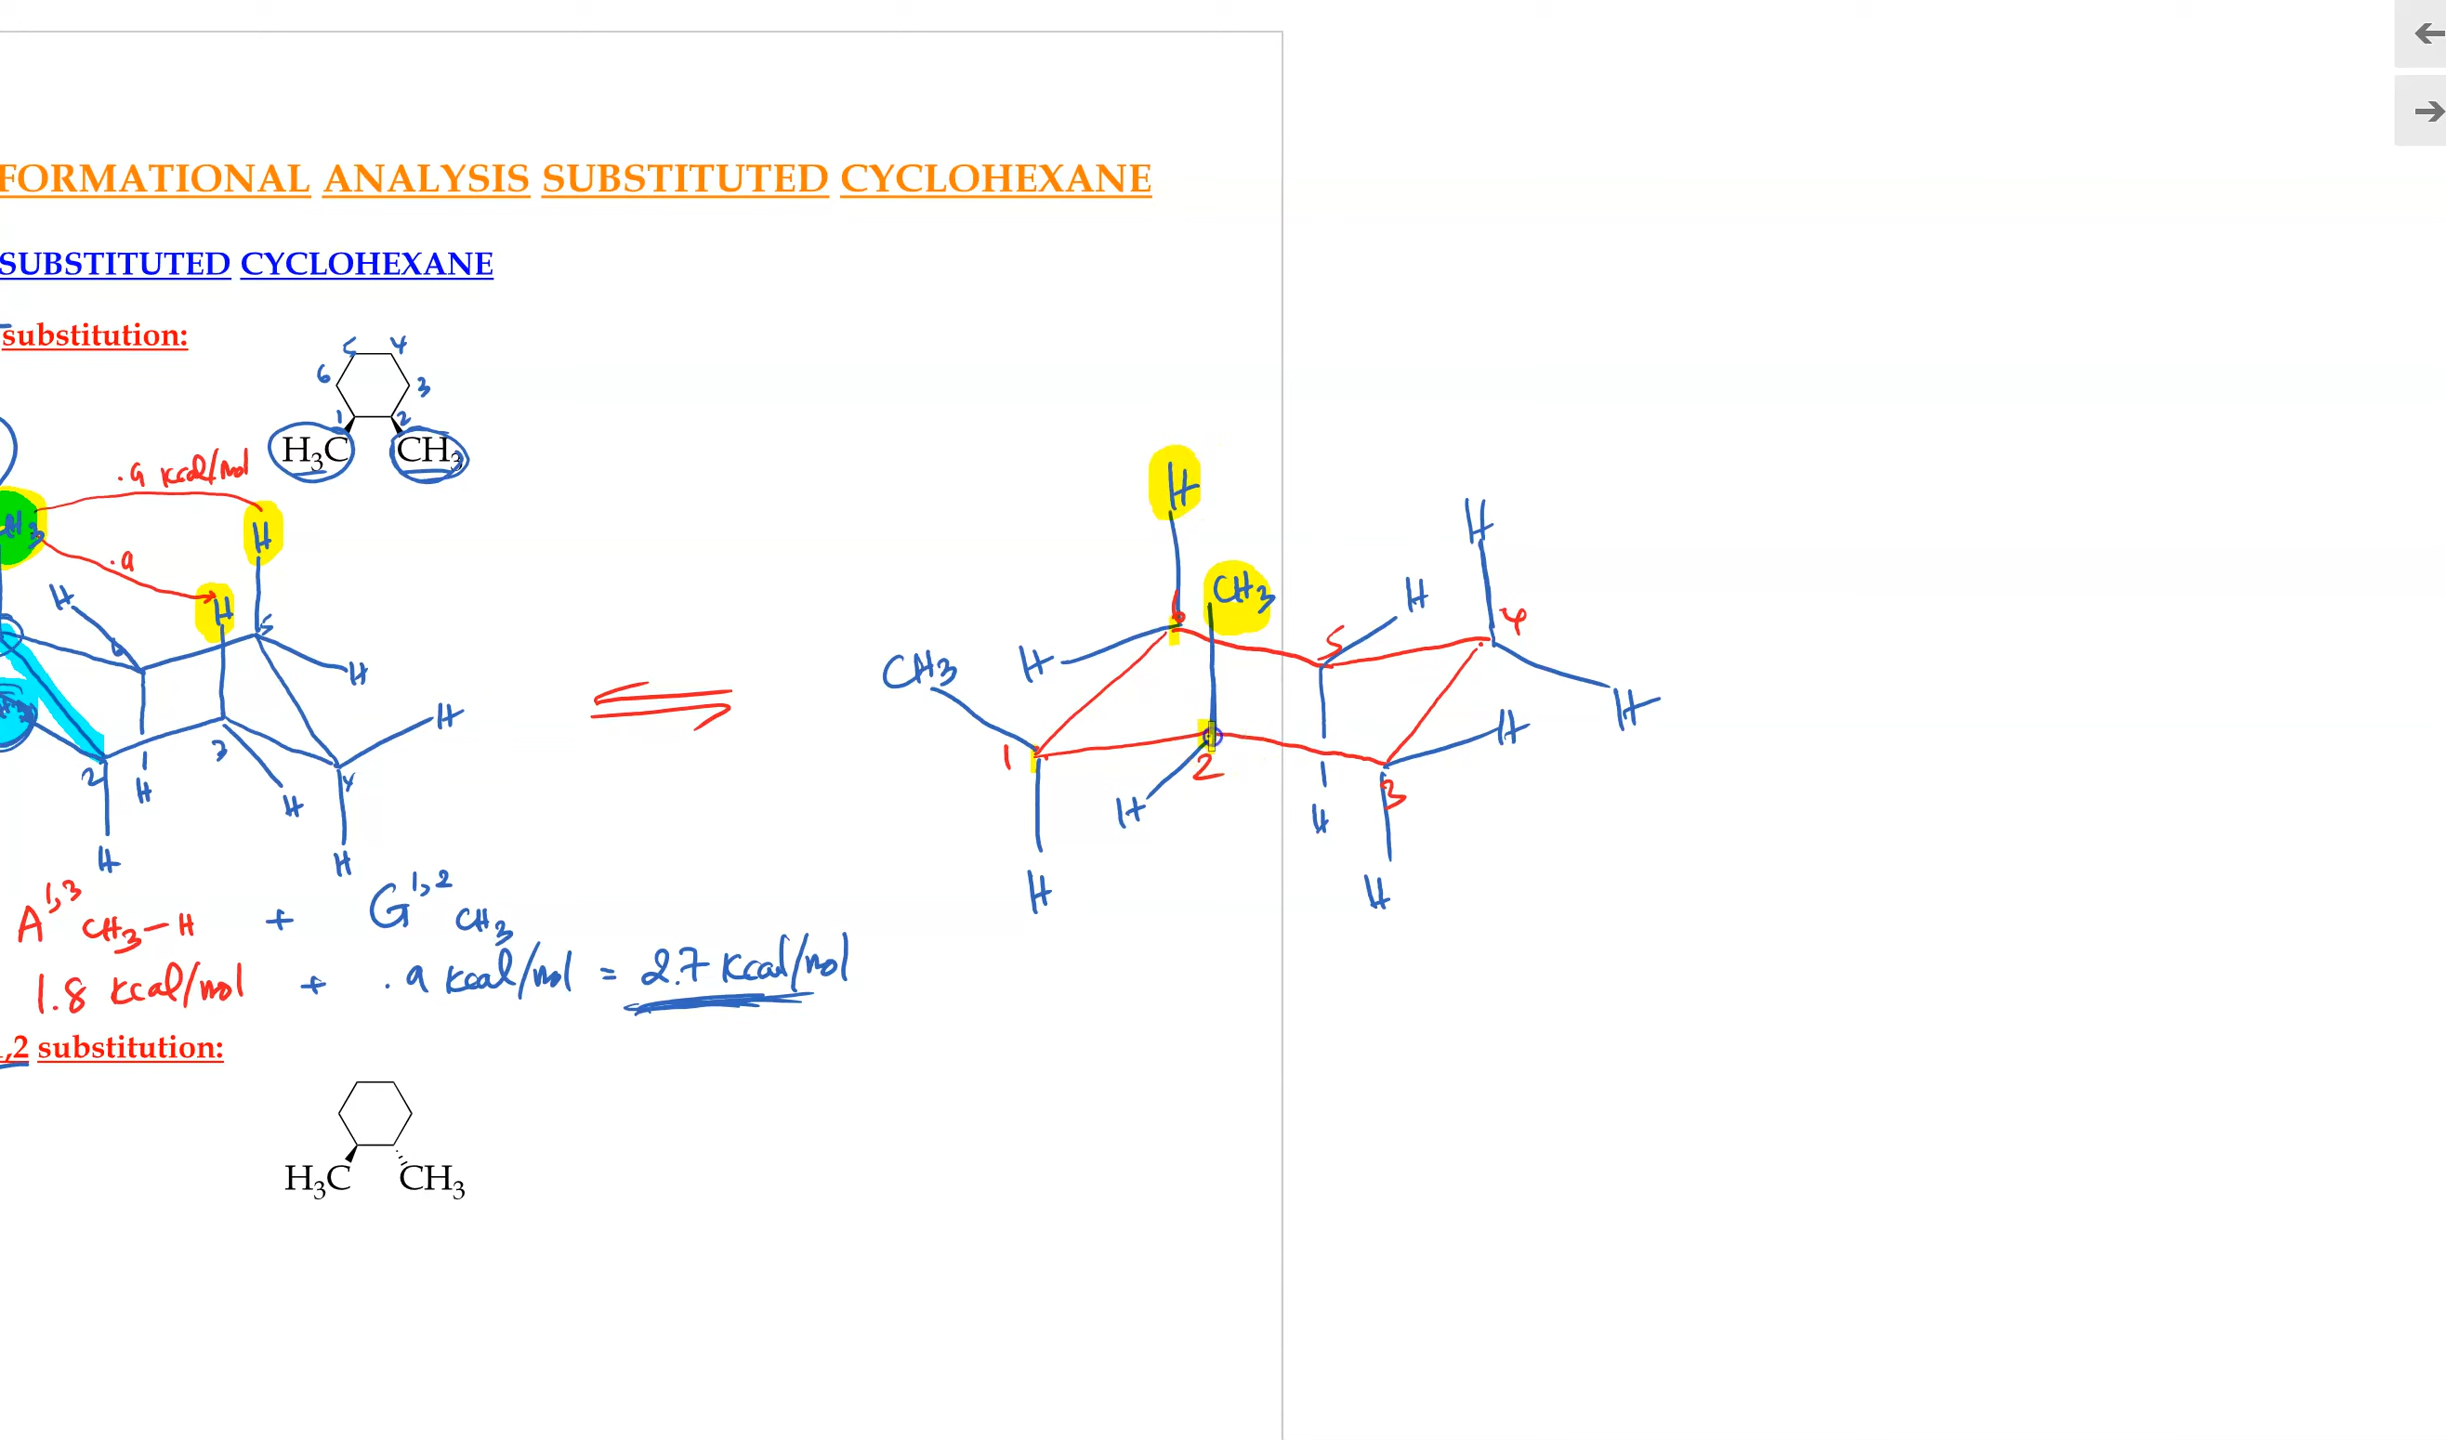 FORMATIONAL ANALYSIS SUBSTITUTED CYCLOHEXANE
SUBSTITUTED CYCLOHEXANE
substitution:
5 4
6 3
1 2
H3C CH3
.9 kcal/mol
H3
H
.9
H
H
6
5
H
H
2
3
4
H
H
H
H
H
H
CH3
H
H
CH3
H
6
5
4
H
H
1
2
3
H
H
H
H
A1,3 CH3-H + G1,2 CH3
1.8 kcal/mol + .9 kcal/mol = 2.7 kcal/mol
1,2 substitution:
H3C CH3